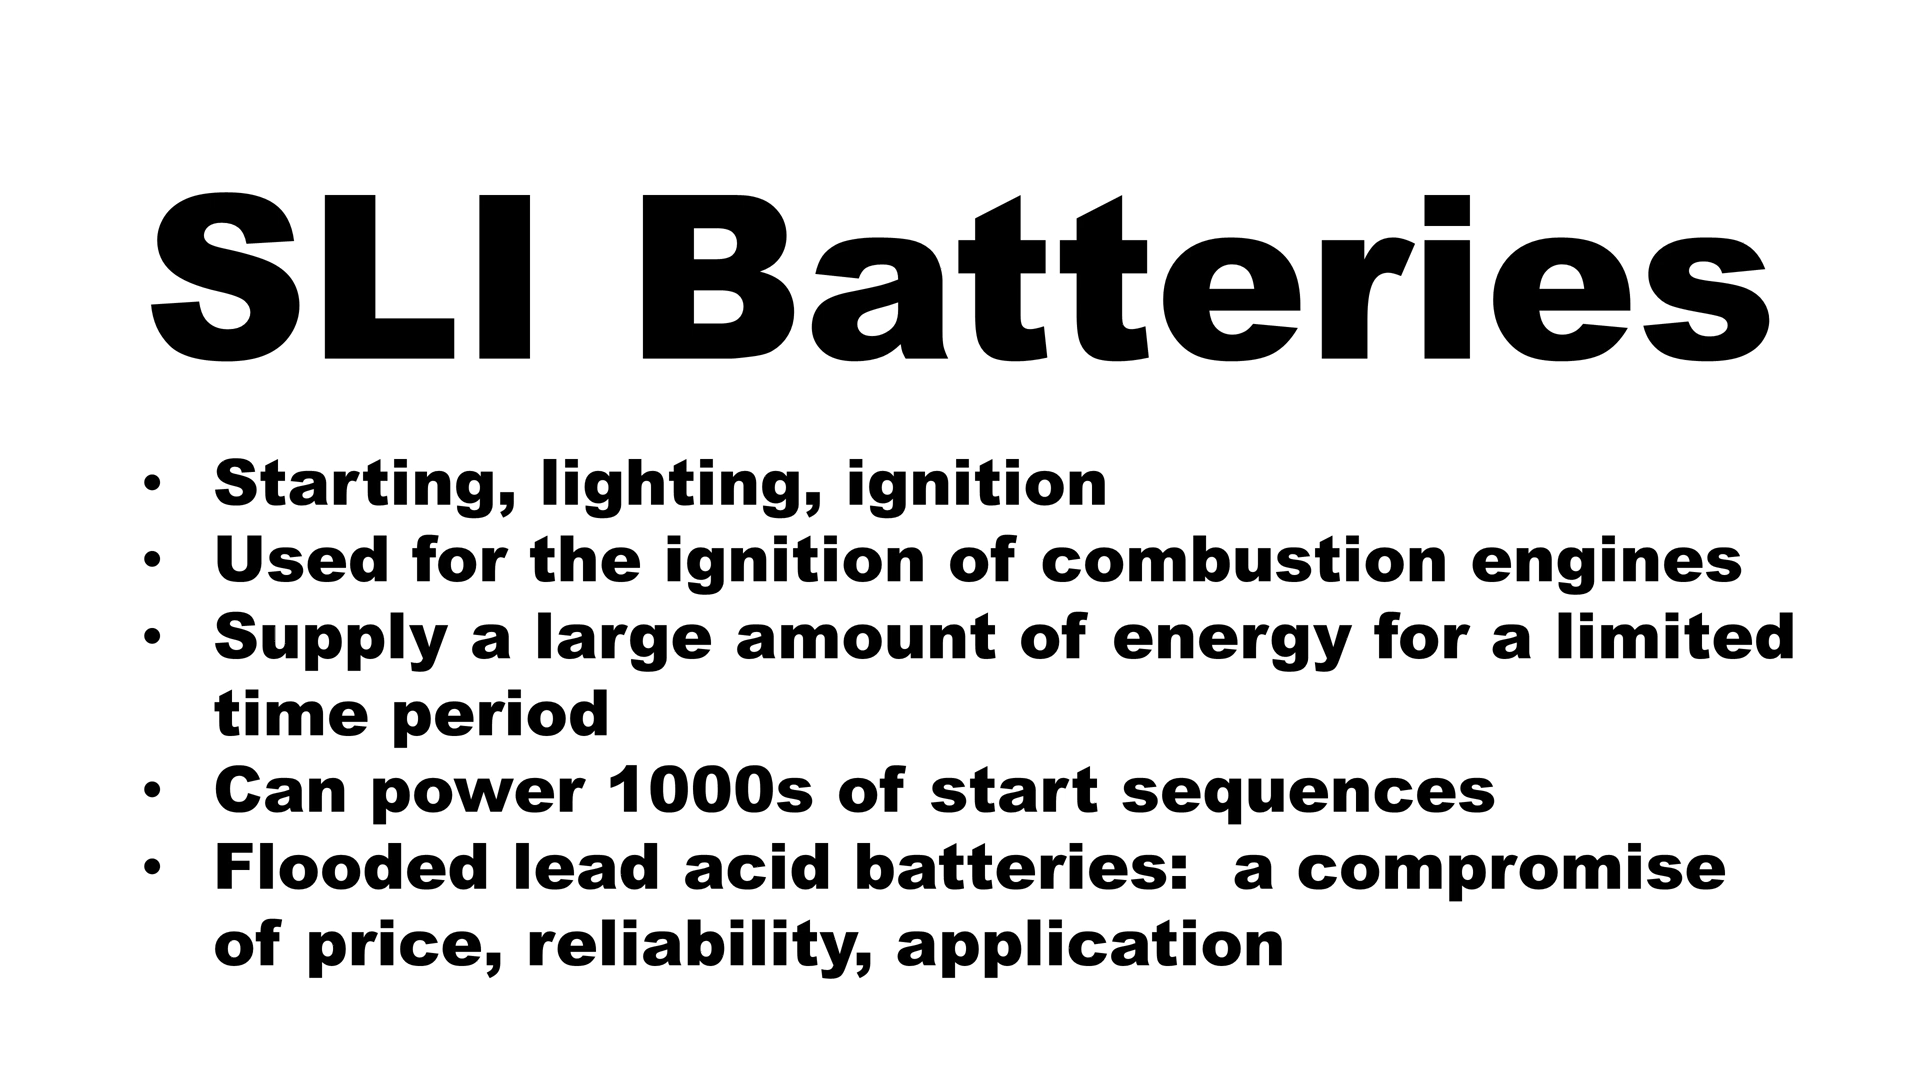 SLI Batteries
• Starting, lighting, ignition
• Used for the ignition of combustion engines
• Supply a large amount of energy for a limited
time period
• Can power 1000s of start sequences
• Flooded lead acid batteries:  a compromise
of price, reliability, application